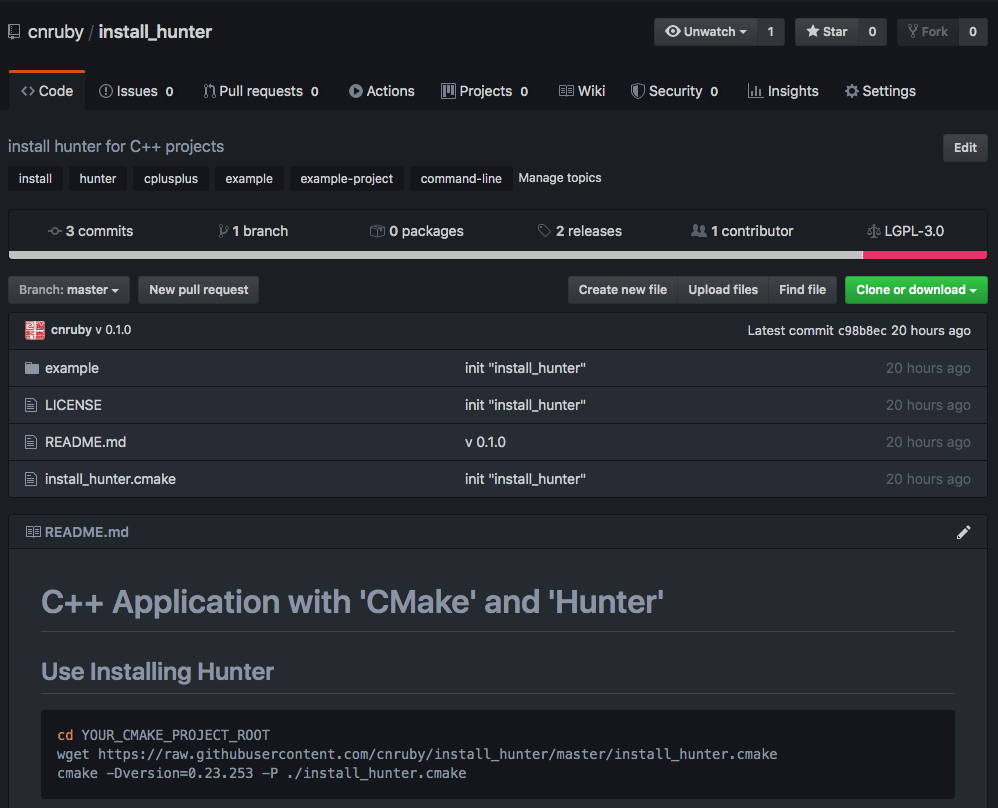 cnruby / install_hunter Unwatch 1 Star 0 Fork 0
Code Issues 0 Pull requests 0 Actions Projects 0 Wiki Security 0 Insights Settings
install hunter for C++ projects Edit
install hunter cplusplus example example-project command-line Manage topics
3 commits 1 branch 0 packages 2 releases 1 contributor LGPL-3.0
Branch: master New pull request Create new file Upload files Find file Clone or download
cnruby v 0.1.0 Latest commit c98b8ec 20 hours ago
example init "install_hunter" 20 hours ago
LICENSE init "install_hunter" 20 hours ago
README.md v 0.1.0 20 hours ago
install_hunter.cmake init "install_hunter" 20 hours ago
README.md
C++ Application with 'CMake' and 'Hunter'
Use Installing Hunter
cd YOUR_CMAKE_PROJECT_ROOT
wget https://raw.githubusercontent.com/cnruby/install_hunter/master/install_hunter.cmake
cmake -Dversion=0.23.253 -P ./install_hunter.cmake